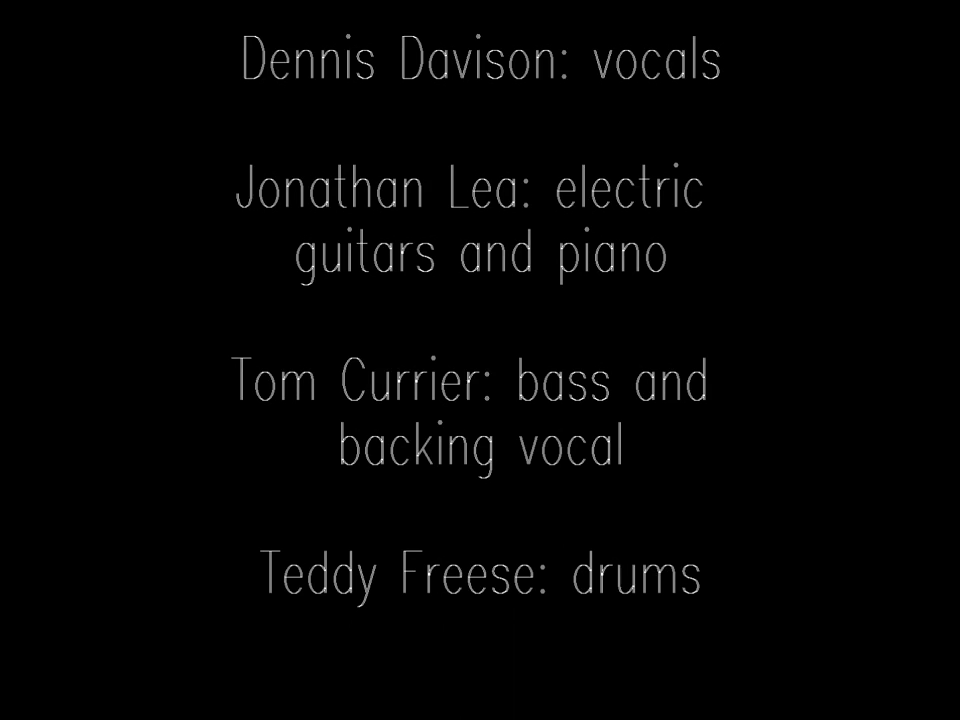 Dennis Davison: vocals
Jonathan Lea: electric
guitars and piano
Tom Currier: bass and
backing vocal
Teddy Freese: drums